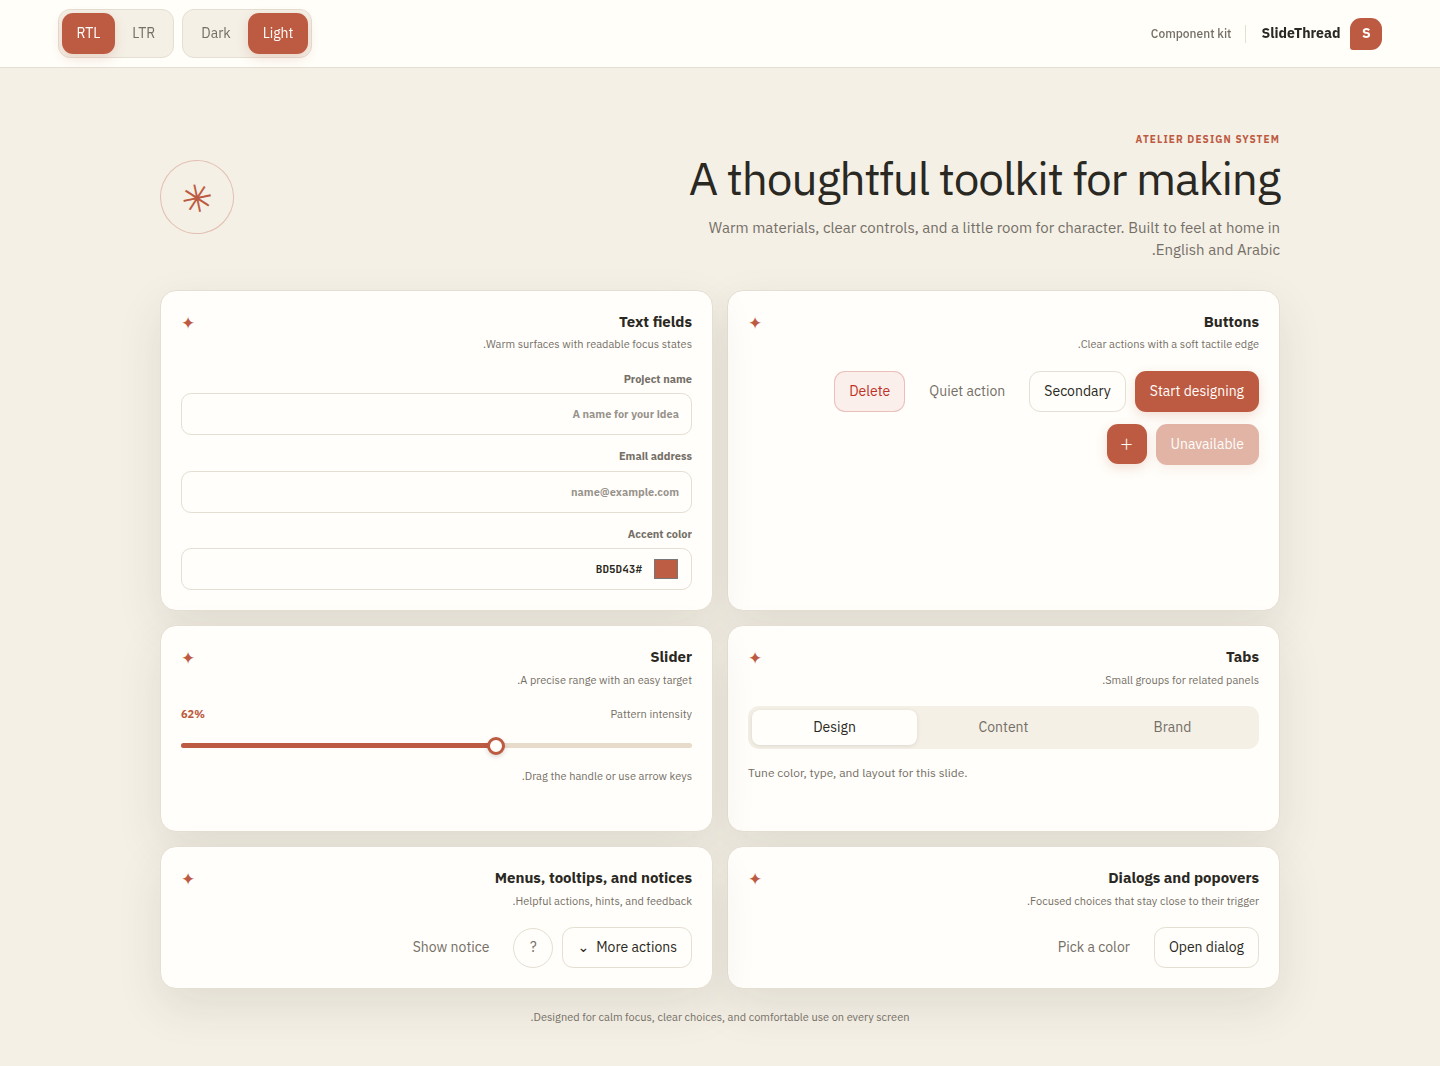 S
SlideThread
Component kit
Light
Dark
LTR
RTL
ATELIER DESIGN SYSTEM
A thoughtful toolkit for making
Warm materials, clear controls, and a little room for character. Built to feel at home in
.English and Arabic
Buttons
.Clear actions with a soft tactile edge
Start designing
Secondary
Quiet action
Delete
Unavailable
+
Text fields
.Warm surfaces with readable focus states
Project name
A name for your idea
Email address
name@example.com
Accent color
BD5D43#
Tabs
.Small groups for related panels
Brand
Content
Design
Tune color, type, and layout for this slide.
Slider
.A precise range with an easy target
Pattern intensity
62%
.Drag the handle or use arrow keys
Dialogs and popovers
.Focused choices that stay close to their trigger
Open dialog
Pick a color
Menus, tooltips, and notices
.Helpful actions, hints, and feedback
More actions
?
Show notice
.Designed for calm focus, clear choices, and comfortable use on every screen